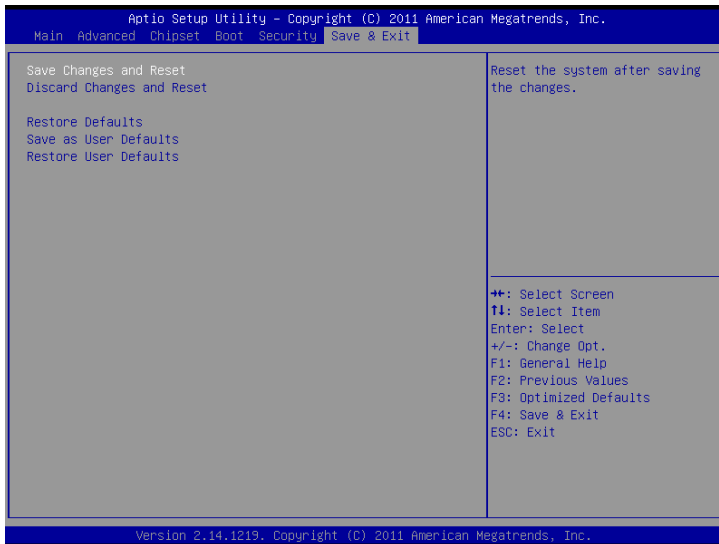 Aptio Setup Utility – Copyright (C) 2011 American Megatrends, Inc.
Main Advanced Chipset Boot Security Save & Exit
Save Changes and Reset
Discard Changes and Reset
Restore Defaults
Save as User Defaults
Restore User Defaults
Reset the system after saving
the changes.
→←: Select Screen
↑↓: Select Item
Enter: Select
+/-: Change Opt.
F1: General Help
F2: Previous Values
F3: Optimized Defaults
F4: Save & Exit
ESC: Exit
Version 2.14.1219. Copyright (C) 2011 American Megatrends, Inc.